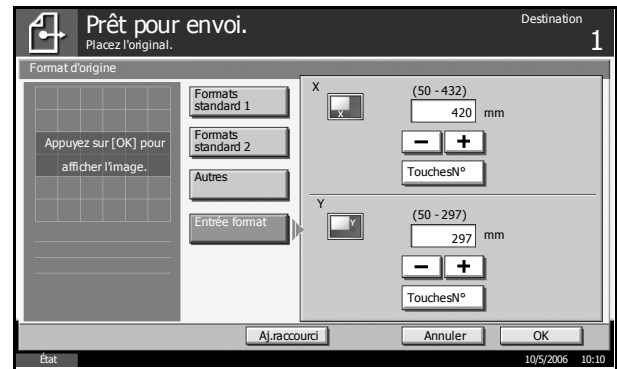 Prêt pour envoi.
Placez l'original.
Destination
1
Format d'origine
Appuyez sur [OK] pour
afficher l'image.
Formats
standard 1
Formats
standard 2
Autres
Entrée format
X
X
(50 - 432)
420 mm
− +
TouchesN°
Y
Y
(50 - 297)
297 mm
− +
TouchesN°
Aj.raccourci
Annuler
OK
État
10/5/2006 10:10